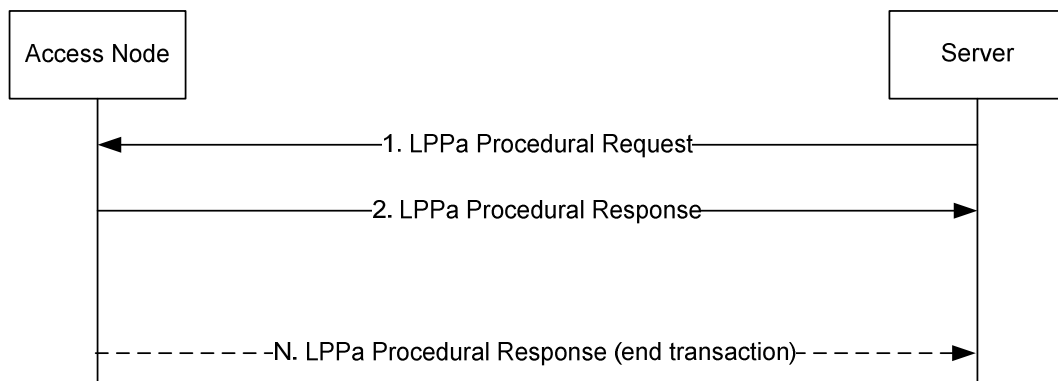 Access Node
Server
1. LPPa Procedural Request
2. LPPa Procedural Response
N. LPPa Procedural Response (end transaction)